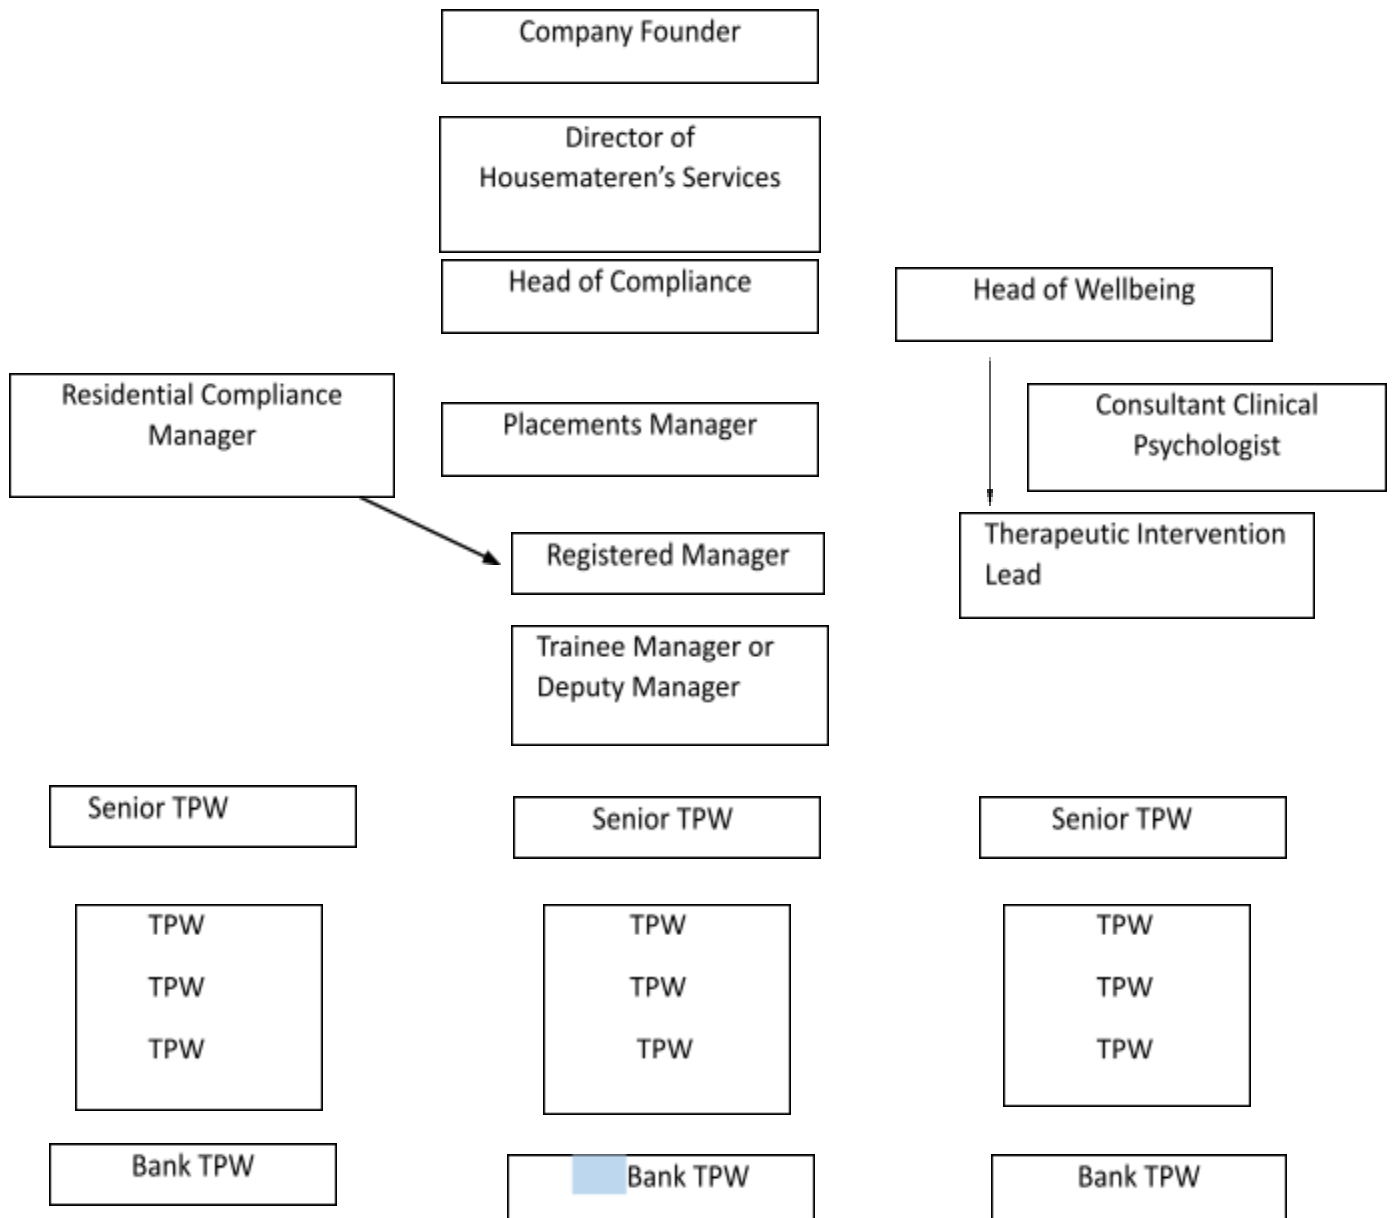 Company Founder
Director of
Housemateren’s Services
Head of Compliance
Head of Wellbeing
Residential Compliance
Manager
Placements Manager
Consultant Clinical
Psychologist
Registered Manager
Therapeutic Intervention
Lead
Trainee Manager or
Deputy Manager
Senior TPW
Senior TPW
Senior TPW
TPW
TPW
TPW
TPW
TPW
TPW
TPW
TPW
TPW
Bank TPW
Bank TPW
Bank TPW